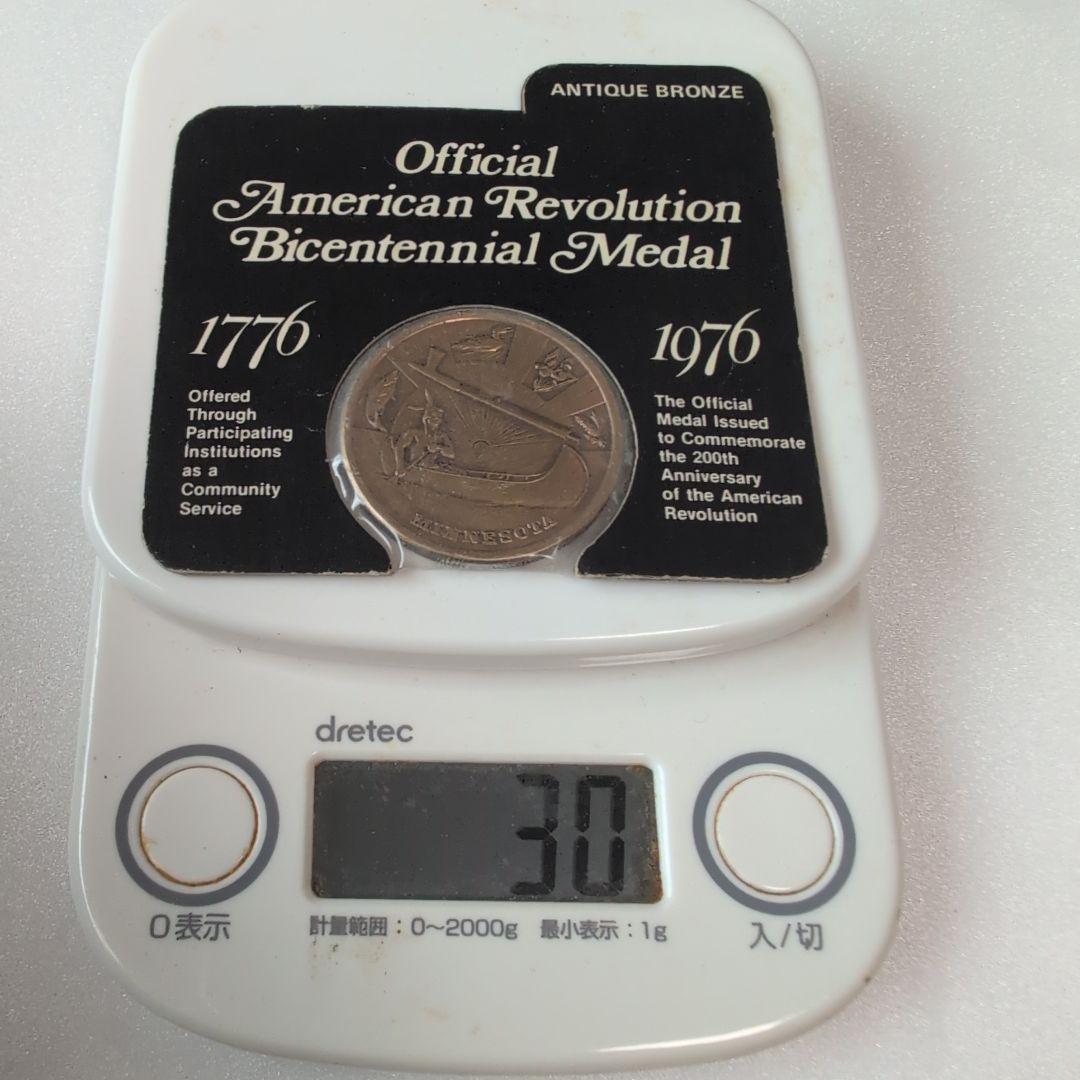 ANTIQUE BRONZE
Official
American Revolution
Bicentennial Medal
1776
Offered
Through
Participating
Institutions
as a
Community
Service
1976
The Official
Medal Issued
to Commemorate
the 200th
Anniversary
of the American
Revolution
MINNESOTA
dretec
30
0表示
計量範囲：0〜2000g 最小表示：1g
入/切